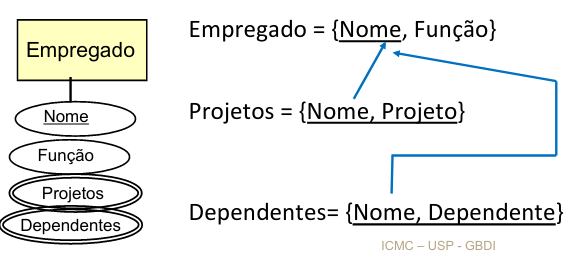 Empregado
Nome
Função
Projetos
Dependentes
Empregado = {Nome, Função}
Projetos = {Nome, Projeto}
Dependentes= {Nome, Dependente}
ICMC – USP - GBDI